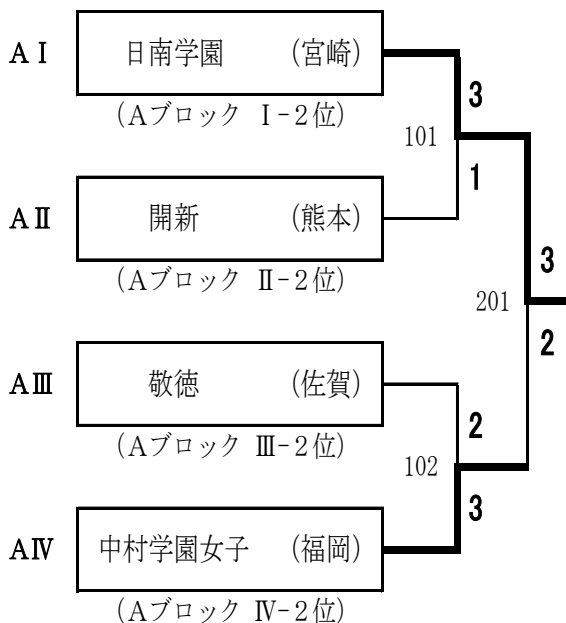 AⅠ 日南学園 (宮崎)
3
(Aブロック Ⅰ-2位)
101
1
AⅡ 開新 (熊本)
3
(Aブロック Ⅱ-2位)
201
2
AⅢ 敬徳 (佐賀)
2
(Aブロック Ⅲ-2位)
102
3
AⅣ 中村学園女子 (福岡)
(Aブロック Ⅳ-2位)